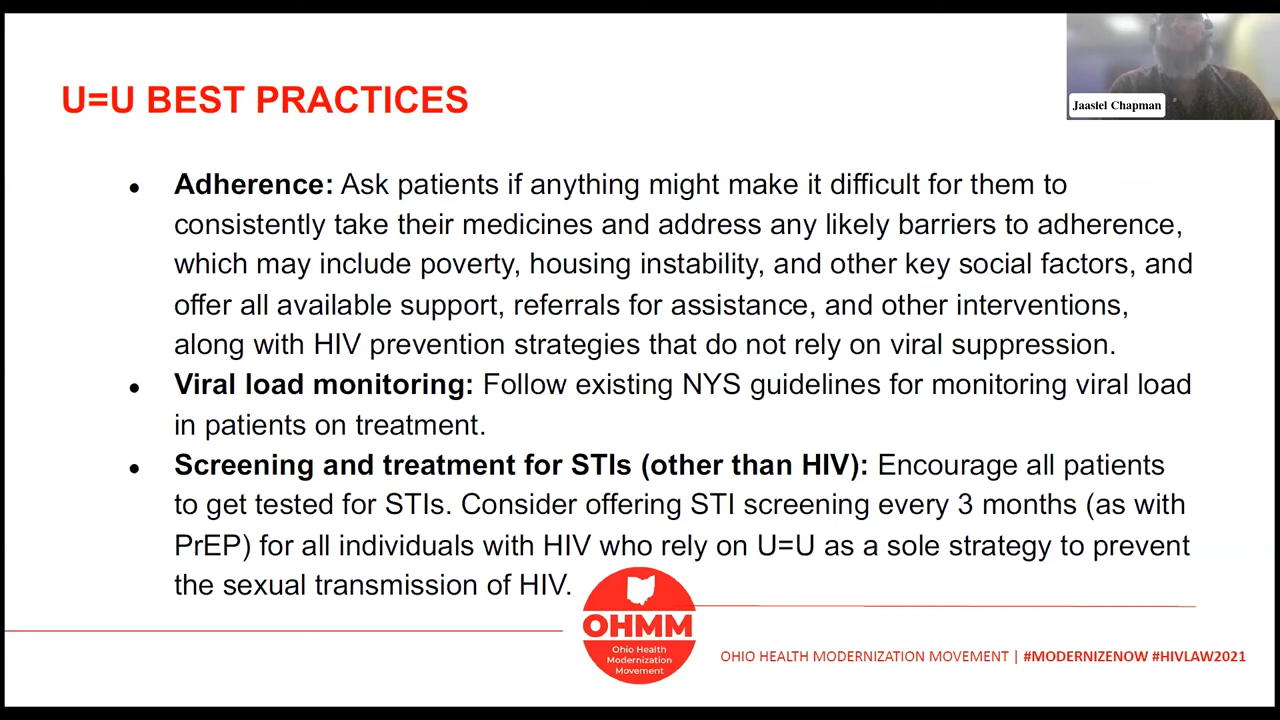 Jaasiel Chapman
U=U BEST PRACTICES
● Adherence: Ask patients if anything might make it difficult for them to
consistently take their medicines and address any likely barriers to adherence,
which may include poverty, housing instability, and other key social factors, and
offer all available support, referrals for assistance, and other interventions,
along with HIV prevention strategies that do not rely on viral suppression.
● Viral load monitoring: Follow existing NYS guidelines for monitoring viral load
in patients on treatment.
● Screening and treatment for STIs (other than HIV): Encourage all patients
to get tested for STIs. Consider offering STI screening every 3 months (as with
PrEP) for all individuals with HIV who rely on U=U as a sole strategy to prevent
the sexual transmission of HIV.
OHMM
Ohio Health
Modernization
Movement
OHIO HEALTH MODERNIZATION MOVEMENT | #MODERNIZENOW #HIVLAW2021